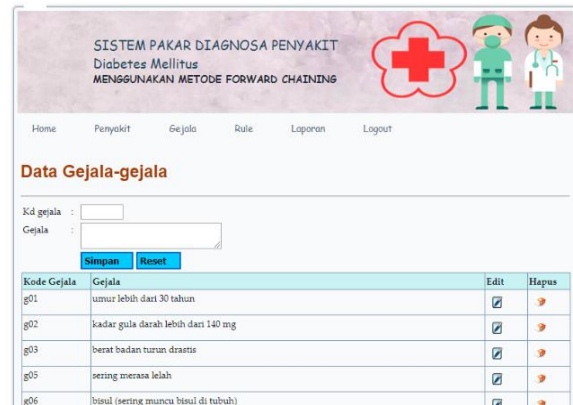 SISTEM PAKAR DIAGNOSA PENYAKIT
Diabetes Mellitus
MENGGUNAKAN METODE FORWARD CHAINING
Home Penyakit Gejala Rule Laporan Logout
Data Gejala-gejala
Kd gejala :
Gejala :
Simpan Reset
Kode Gejala Gejala Edit Hapus
g01 umur lebih dari 30 tahun
g02 kadar gula darah lebih dari 140 mg
g03 berat badan turun drastis
g05 sering merasa lelah
g06 bisul (sering muncu bisul di tubuh)